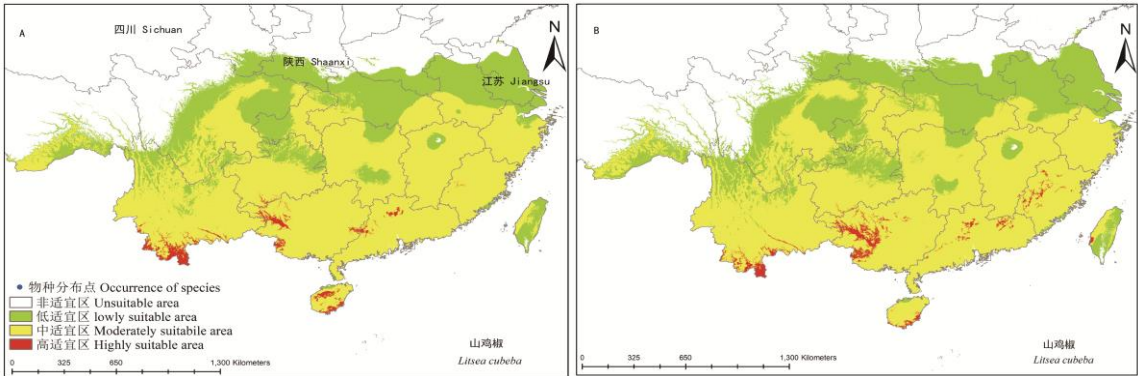 A
四川 Sichuan
陕西 Shaanxi
江苏 Jiangsu
N
物种分布点 Occurrence of species
非适宜区 Unsuitable area
低适宜区 lowly suitable area
中适宜区 Moderately suitabile area
高适宜区 Highly suitable area
0 325 650 1,300 Kilometers
山鸡椒
Litsea cubeba
B
N
0 325 650 1,300 Kilometers
山鸡椒
Litsea cubeba